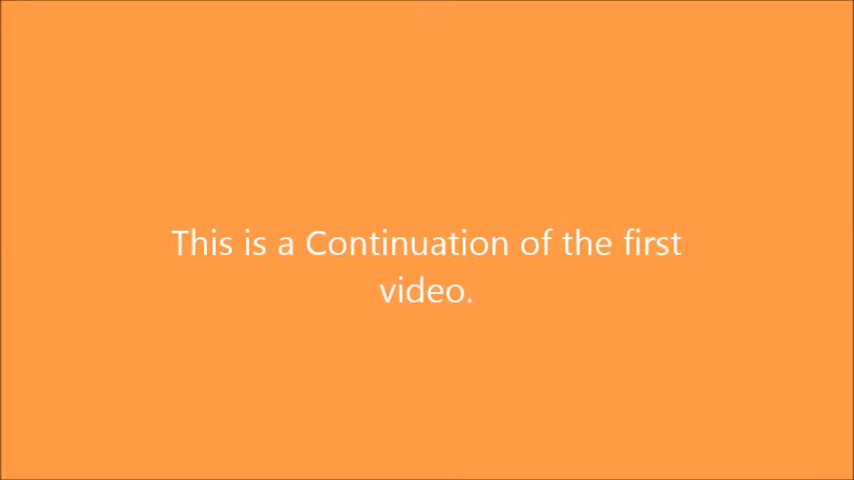 This is a Continuation of the first
video.